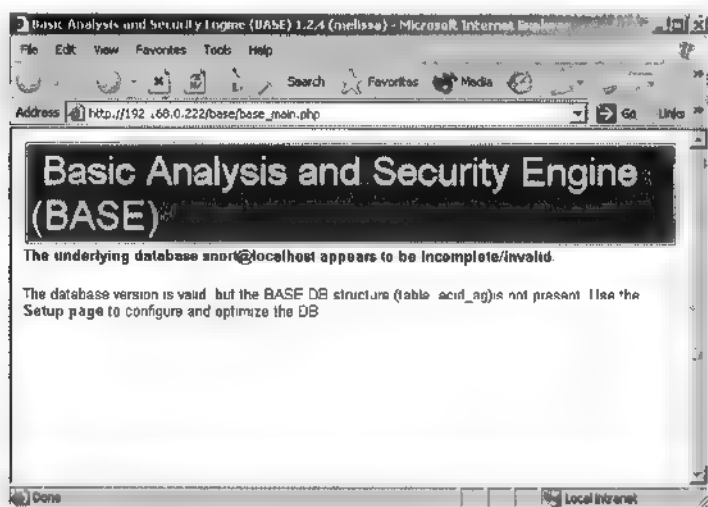 Basic Analysis and Security Engine (BASE) 1.2.4 (melissa) - Microsoft Internet Explorer
File Edit View Favorites Tools Help
Search Favorites Media
Address http://192.168.0.222/base/base_main.php Go Links
Basic Analysis and Security Engine
(BASE)
The underlying database snort@localhost appears to be incomplete/invalid.
The database version is valid, but the BASE DB structure (table: acid_ag)is not present. Use the
Setup page to configure and optimize the DB
Done Local intranet